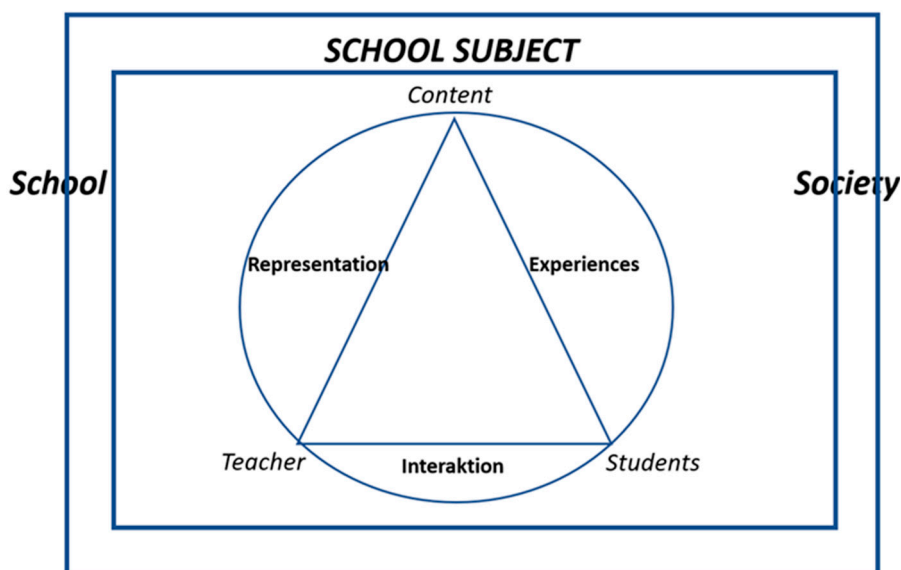 SCHOOL SUBJECT
Content
School
Society
Representation
Experiences
Teacher
Interaktion
Students